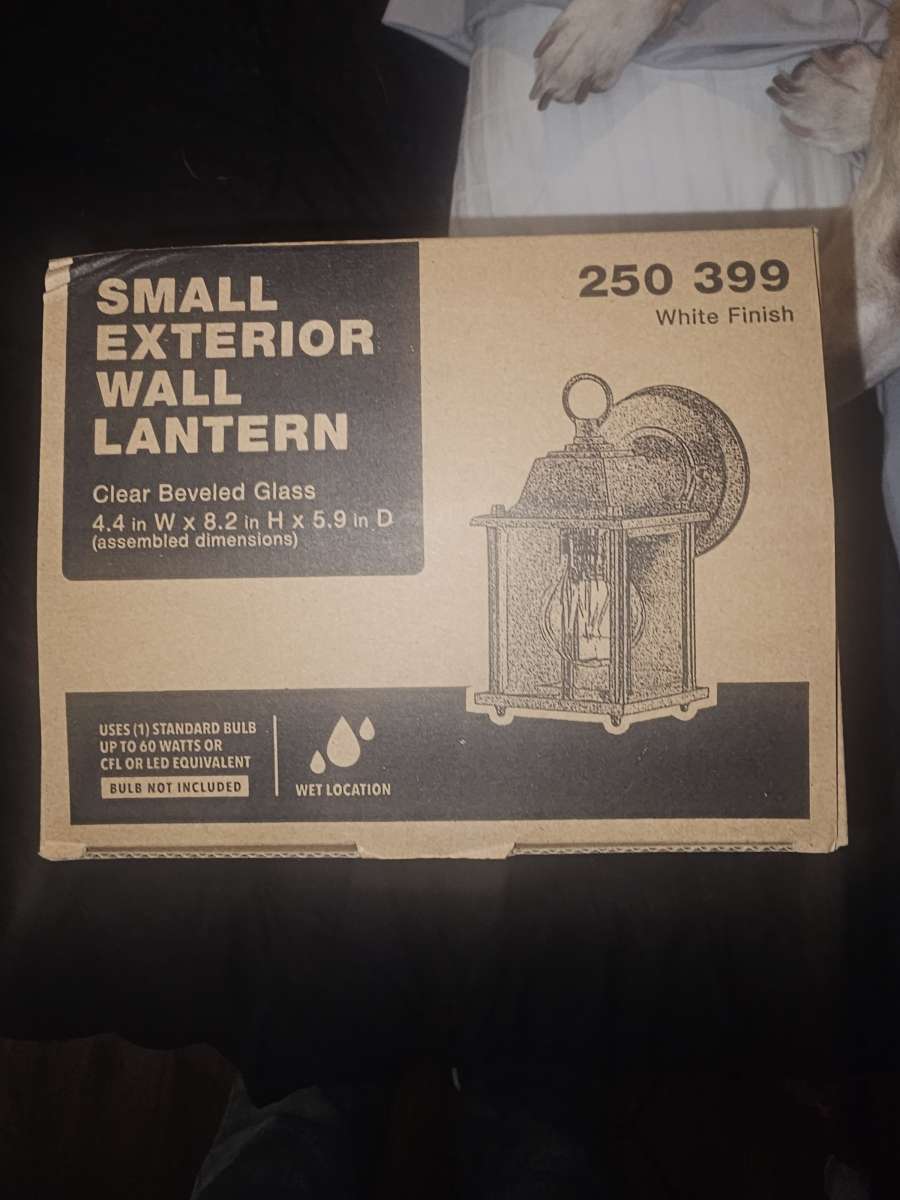 SMALL
EXTERIOR
WALL
LANTERN
Clear Beveled Glass
4.4 in W x 8.2 in H x 5.9 in D
(assembled dimensions)
250 399
White Finish
USES (1) STANDARD BULB
UP TO 60 WATTS OR
CFL OR LED EQUIVALENT
BULB NOT INCLUDED
WET LOCATION